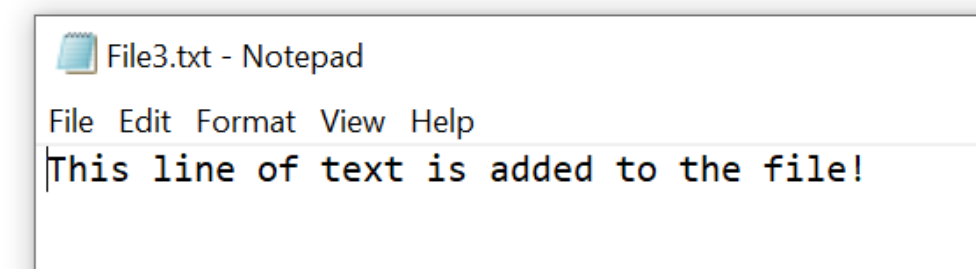 File3.txt - Notepad
File Edit Format View Help
This line of text is added to the file!